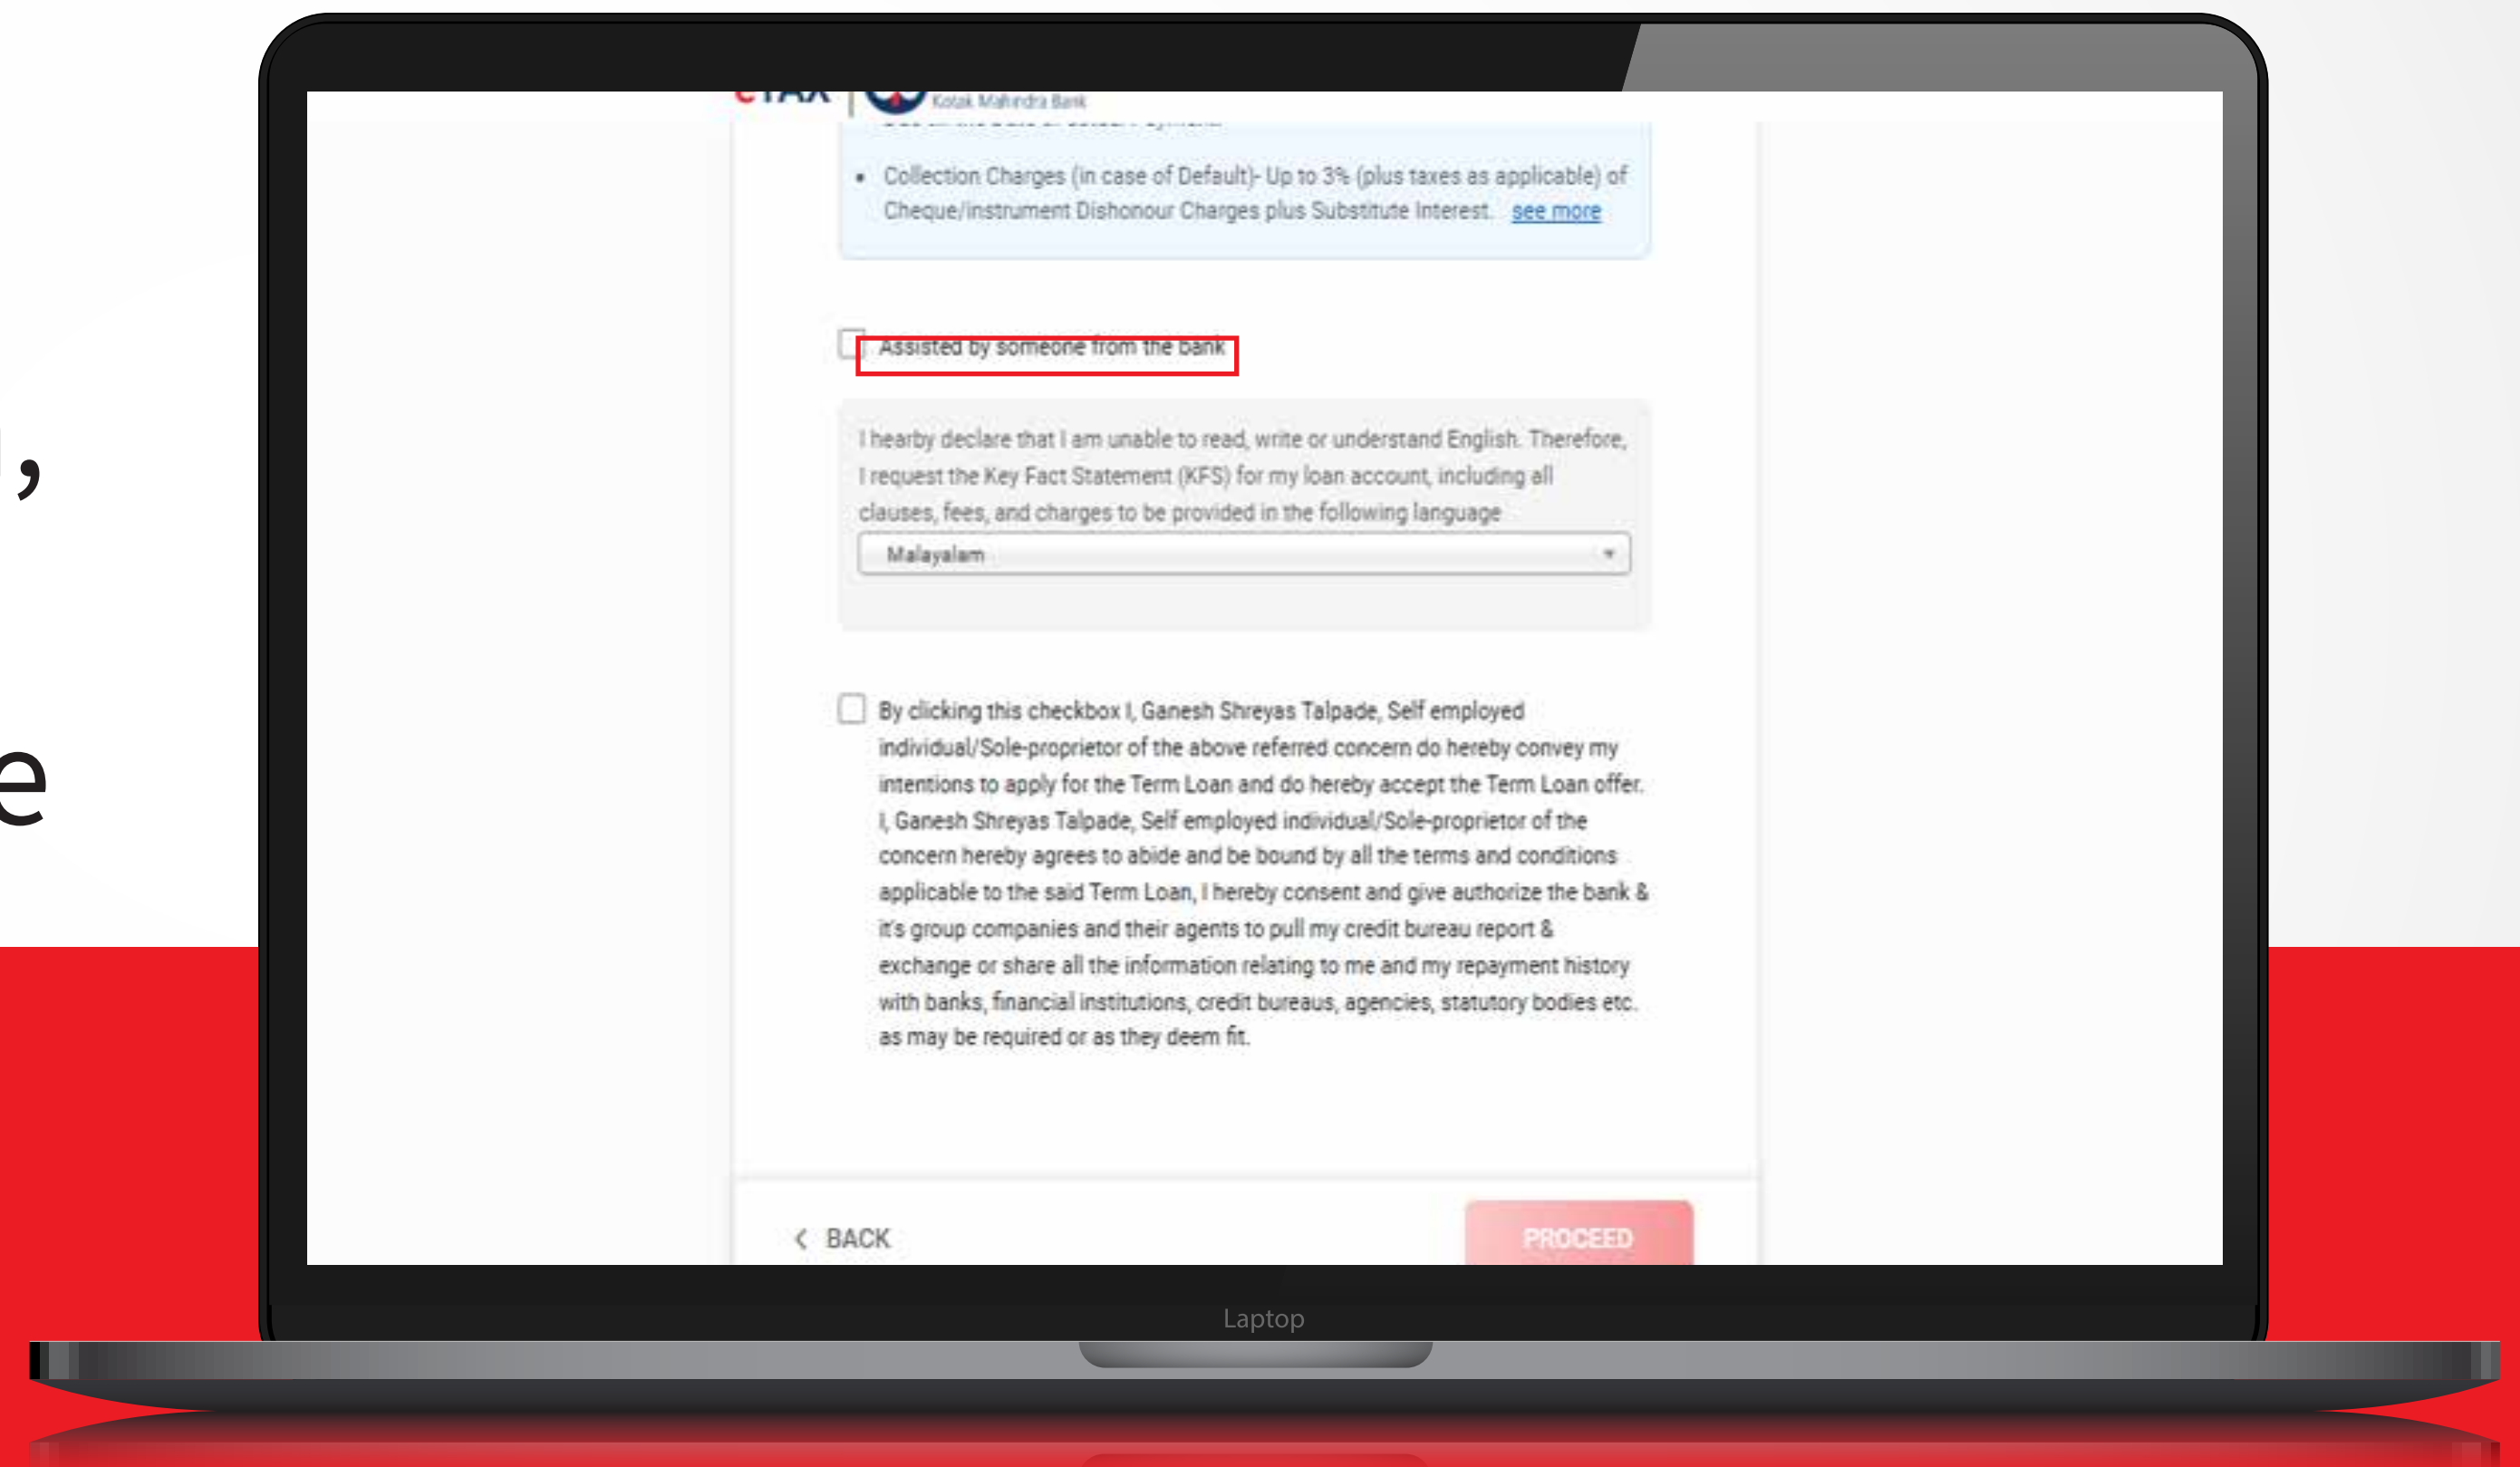 eTAX
Kotak Mahindra Bank
• Collection Charges (in case of Default)- Up to 3% (plus taxes as applicable) of
Cheque/instrument Dishonour Charges plus Substitute Interest. see more
Assisted by someone from the bank
I hearby declare that I am unable to read, write or understand English. Therefore,
I request the Key Fact Statement (KFS) for my loan account, including all
clauses, fees, and charges to be provided in the following language
Malayalam
By clicking this checkbox I, Ganesh Shreyas Talpade, Self employed
individual/Sole-proprietor of the above referred concern do hereby convey my
intentions to apply for the Term Loan and do hereby accept the Term Loan offer.
I, Ganesh Shreyas Talpade, Self employed individual/Sole-proprietor of the
concern hereby agrees to abide and be bound by all the terms and conditions
applicable to the said Term Loan, I hereby consent and give authorize the bank &
it's group companies and their agents to pull my credit bureau report &
exchange or share all the information relating to me and my repayment history
with banks, financial institutions, credit bureaus, agencies, statutory bodies etc.
as may be required or as they deem fit.
< BACK
PROCEED
Laptop